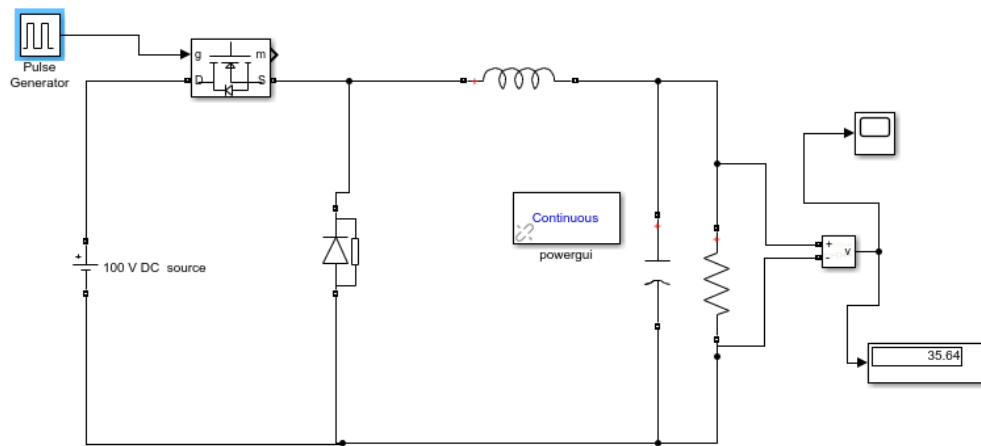 g
m
D
S
Pulse
Generator
+
100 V DC source
Continuous
powergui
+
-
v
35.64